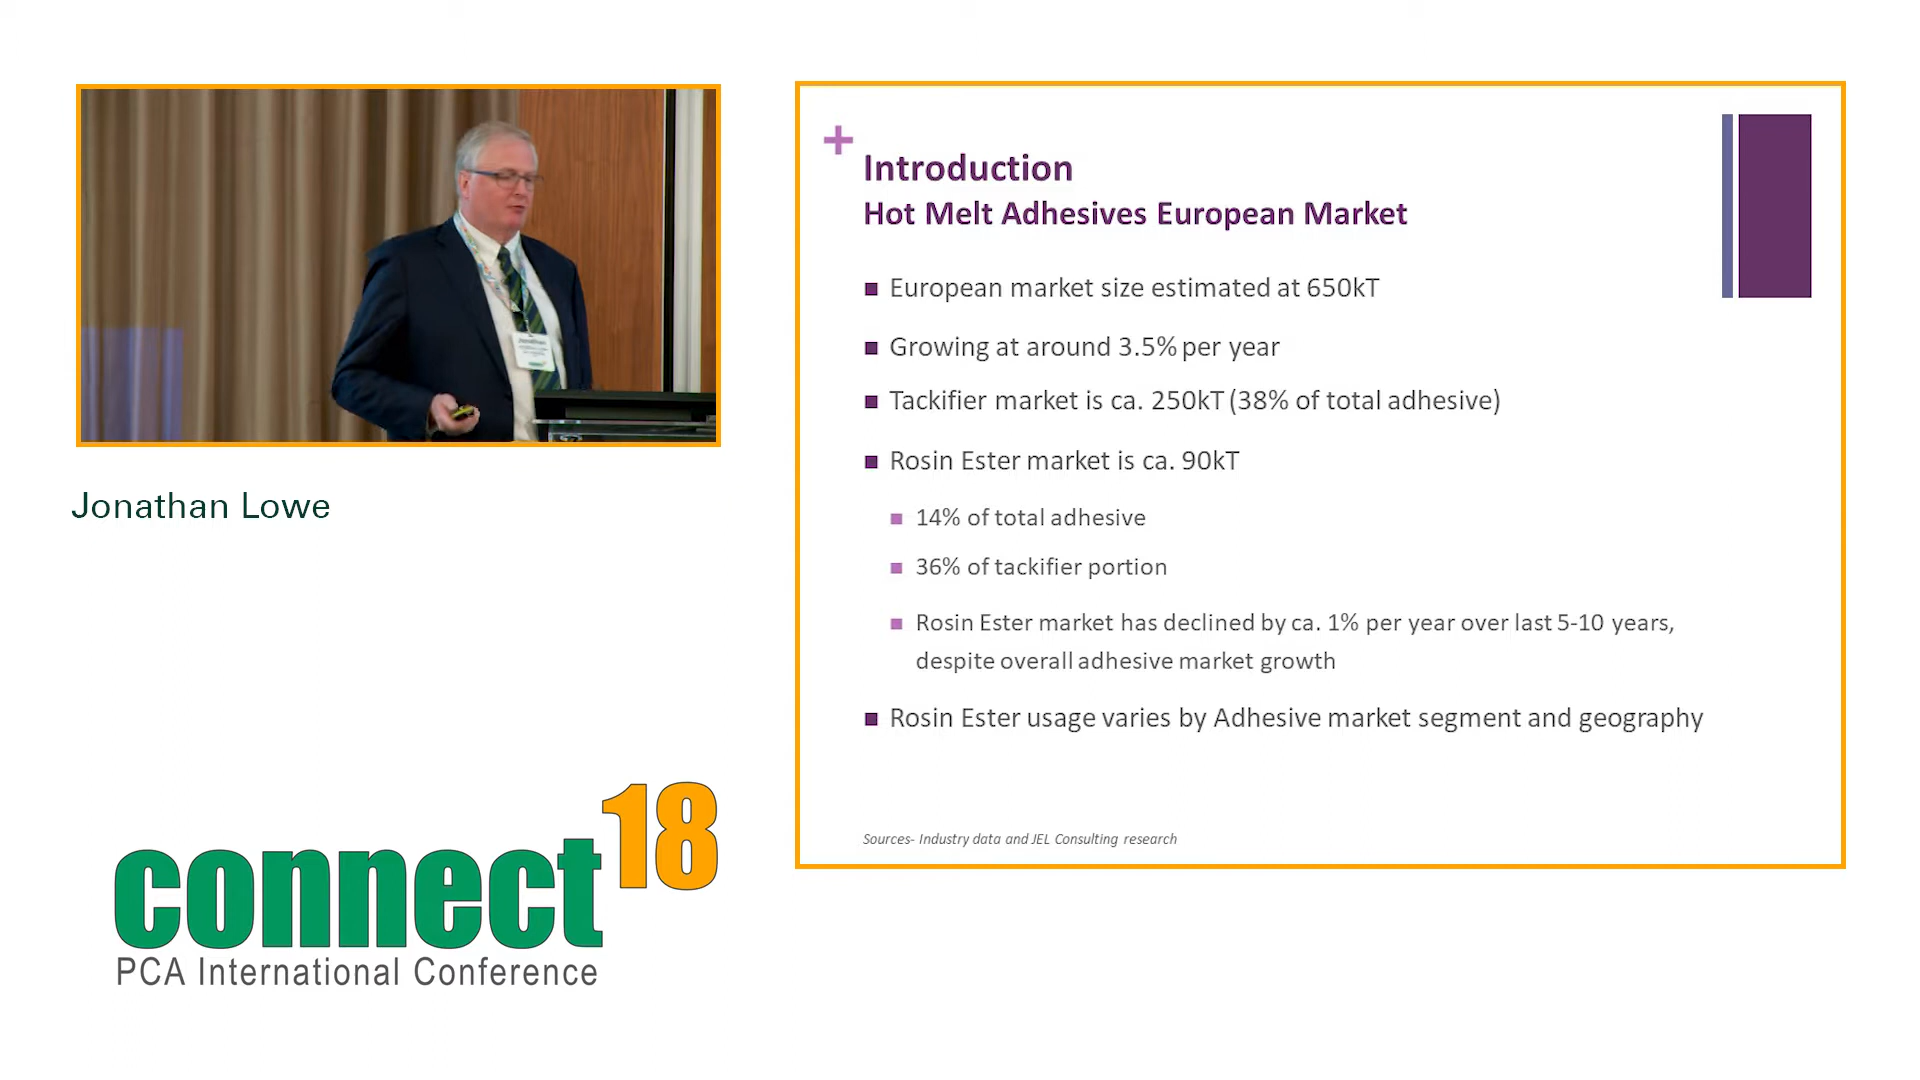 Jonathan
Jonathan Lowe
connect18
PCA International Conference
+
Introduction
Hot Melt Adhesives European Market
European market size estimated at 650kT
Growing at around 3.5% per year
Tackifier market is ca. 250kT (38% of total adhesive)
Rosin Ester market is ca. 90kT
14% of total adhesive
36% of tackifier portion
Rosin Ester market has declined by ca. 1% per year over last 5-10 years,
despite overall adhesive market growth
Rosin Ester usage varies by Adhesive market segment and geography
Sources- Industry data and JEL Consulting research